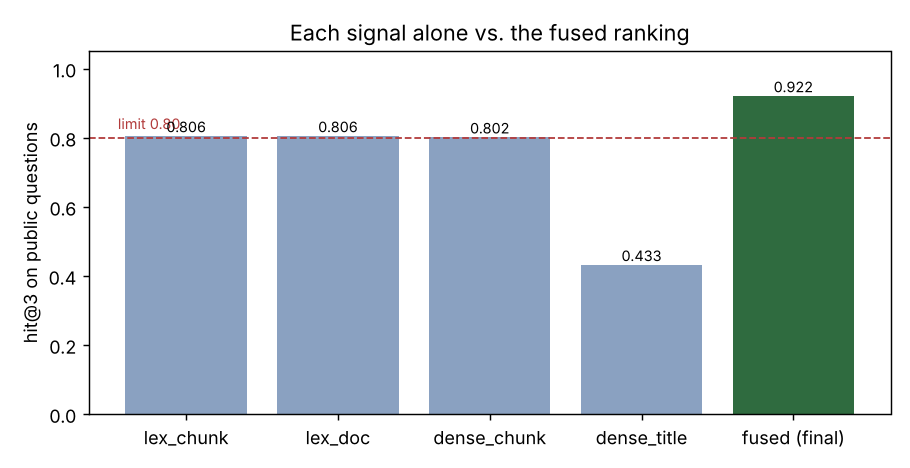 Each signal alone vs. the fused ranking
hit@3 on public questions
1.0
0.8
0.6
0.4
0.2
0.0
limit 0.80
0.806
0.806
0.802
0.433
0.922
lex_chunk
lex_doc
dense_chunk
dense_title
fused (final)